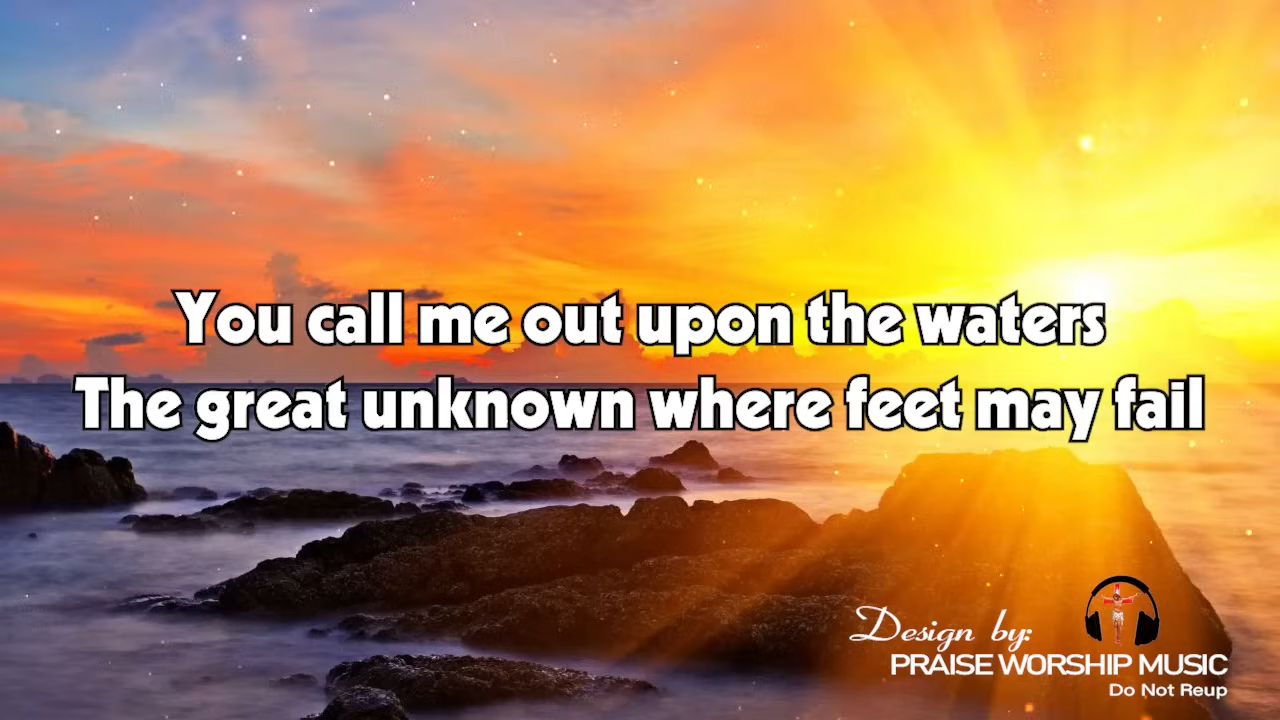 You call me out upon the waters
The great unknown where feet may fail
Design by:
PRAISE WORSHIP MUSIC
Do Not Reup